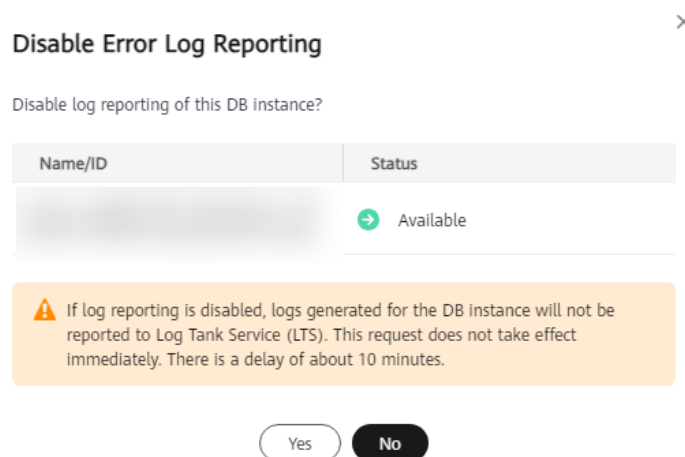 Disable Error Log Reporting
Disable log reporting of this DB instance?
Name/ID Status
Available
If log reporting is disabled, logs generated for the DB instance will not be
reported to Log Tank Service (LTS). This request does not take effect
immediately. There is a delay of about 10 minutes.
Yes No